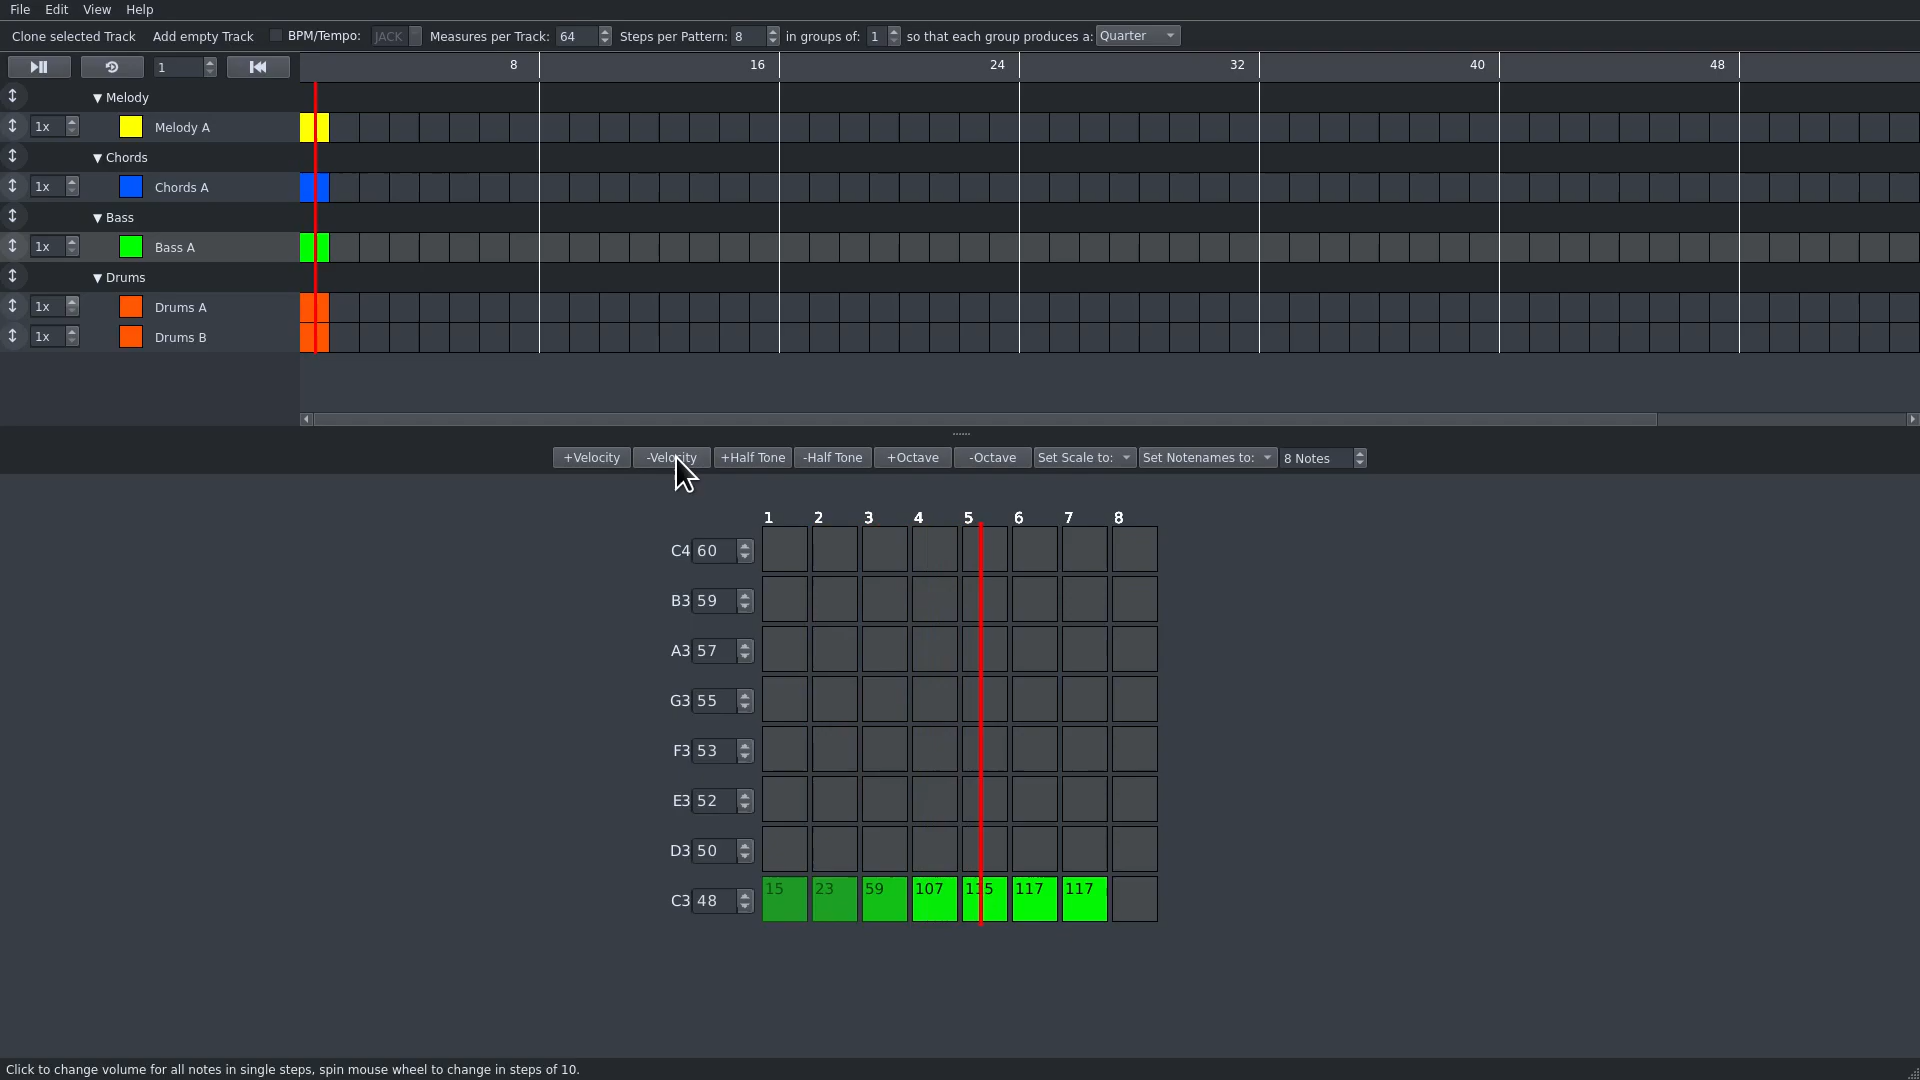 File Edit View Help
Clone selected Track Add empty Track BPM/Tempo: JACK Measures per Track: 64 Steps per Pattern: 8 in groups of: 1 so that each group produces a: Quarter
1 8 16 24 32 40 48
▼ Melody
1x Melody A
▼ Chords
1x Chords A
▼ Bass
1x Bass A
▼ Drums
1x Drums A
1x Drums B
+Velocity -Velocity +Half Tone -Half Tone +Octave -Octave Set Scale to: Set Notenames to: 8 Notes
1 2 3 4 5 6 7 8
C4 60
B3 59
A3 57
G3 55
F3 53
E3 52
D3 50
C3 48 15 23 59 107 115 117 117
Click to change volume for all notes in single steps, spin mouse wheel to change in steps of 10.